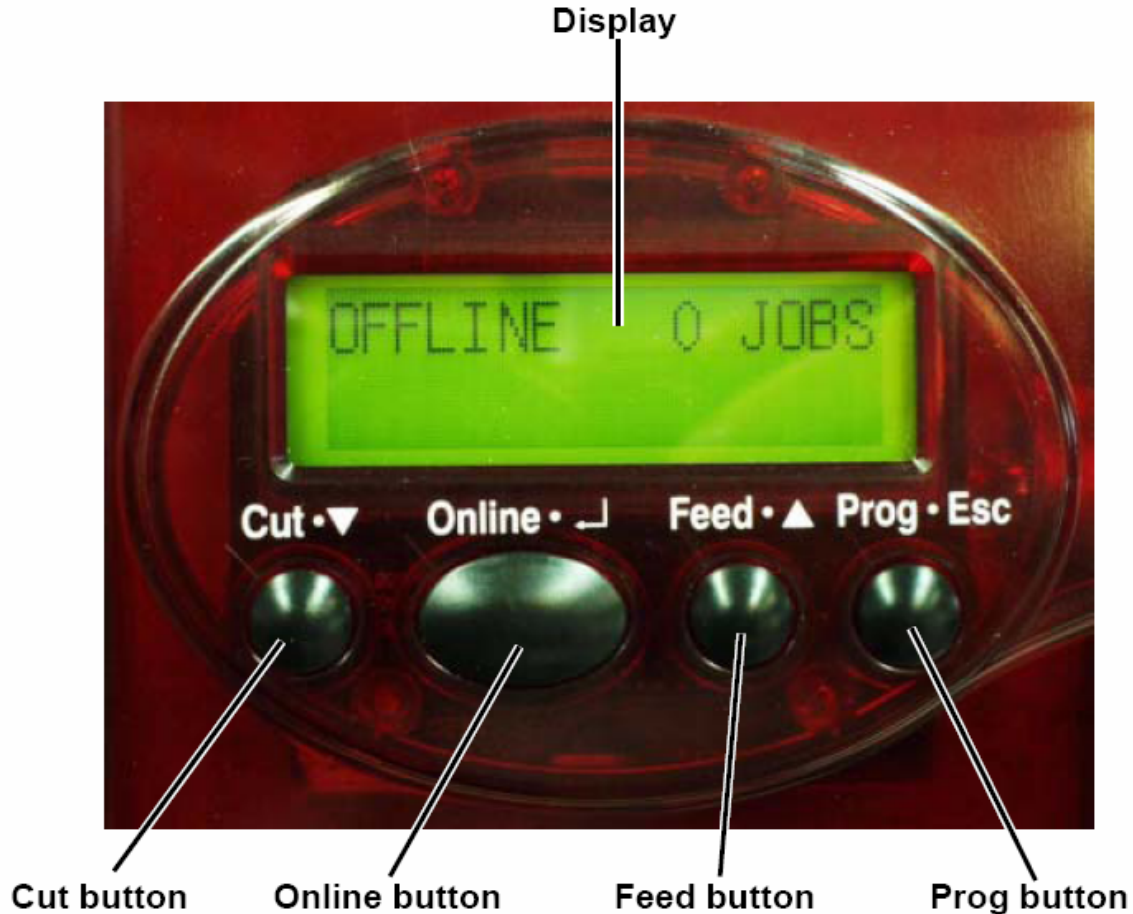 Display
OFFLINE 0 JOBS
Cut • ▼ Online • ↵ Feed • ▲ Prog • Esc
Cut button Online button Feed button Prog button